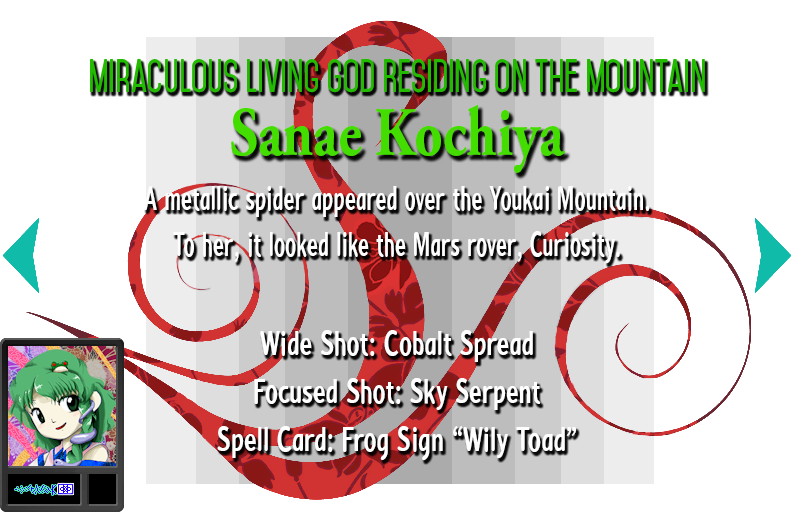 MIRACULOUS LIVING GOD RESIDING ON THE MOUNTAIN
Sanae Kochiya
A metallic spider appeared over the Youkai Mountain.
To her, it looked like the Mars rover, Curiosity.
Wide Shot: Cobalt Spread
Focused Shot: Sky Serpent
Spell Card: Frog Sign “Wily Toad”